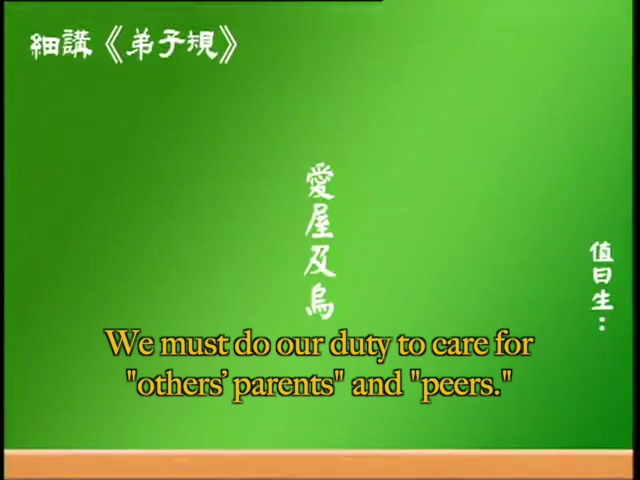 細講《弟子規》
愛屋及烏
值日生：
We must do our duty to care for
"others' parents" and "peers."